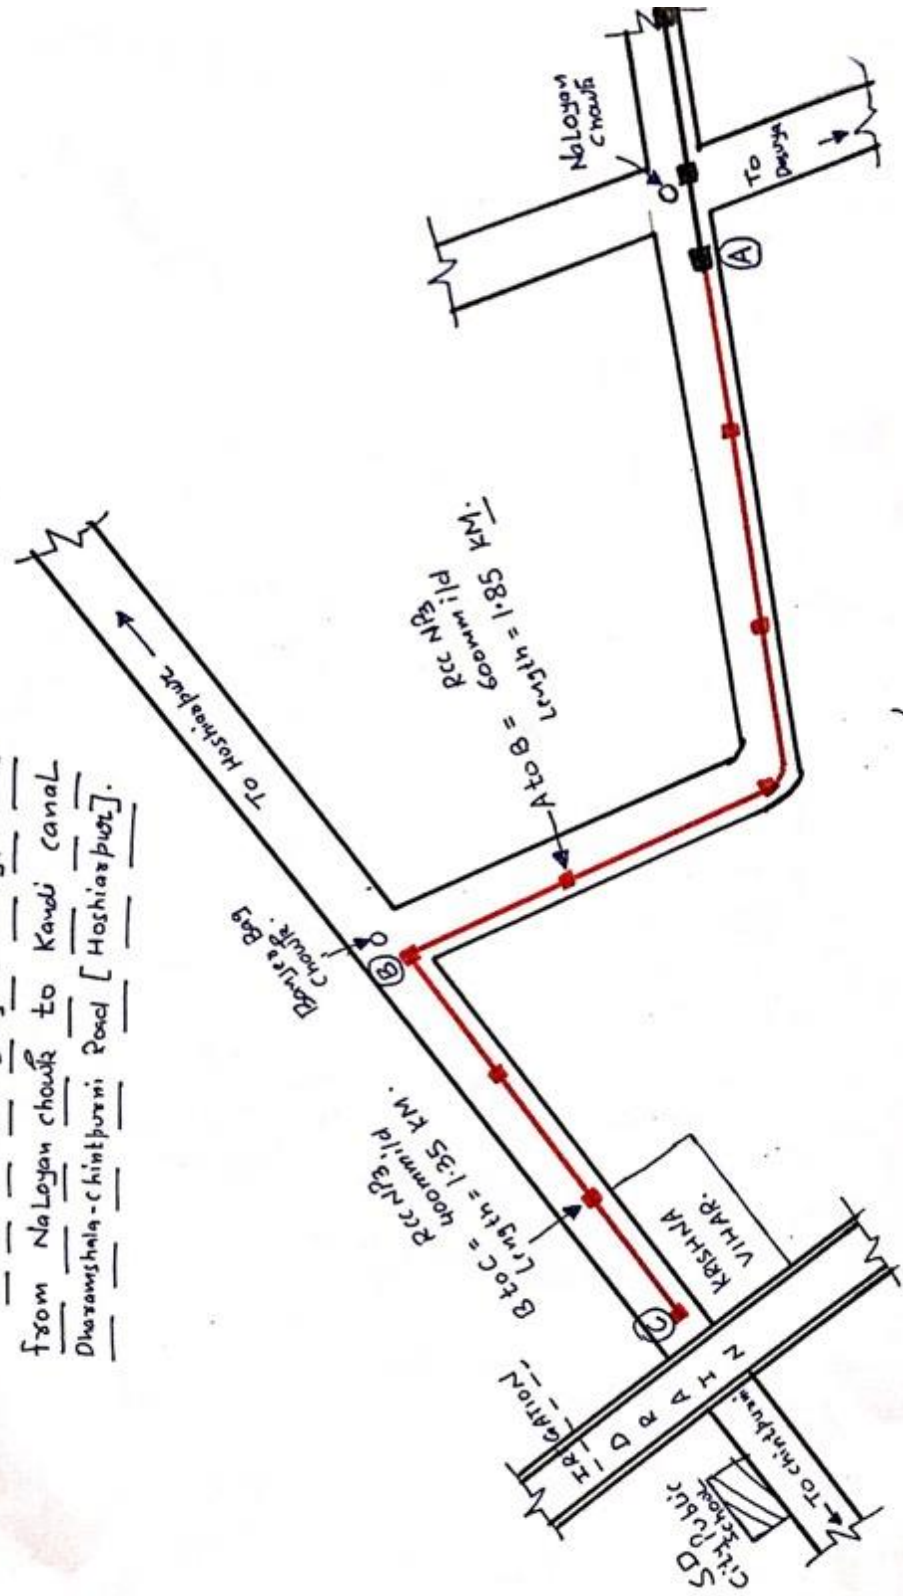 from NaLoyan chowk to Kandi canal
Dharamshala-Chintpurni Road [Hoshiarpur].
NaLoyan
Chowk
To
Dasuya
A
A to B = RCC NP3
600mm i/d
Length = 1.85 KM.
To Hoshiarpur
Banjra Bag
Chowk.
B
B to C = RCC NP3,
400mm i/d
Length = 1.35 KM.
C
KRISHNA
VIHAR.
IRRIGATION
DRAIN
To Chintpurni
SD
City Public
School